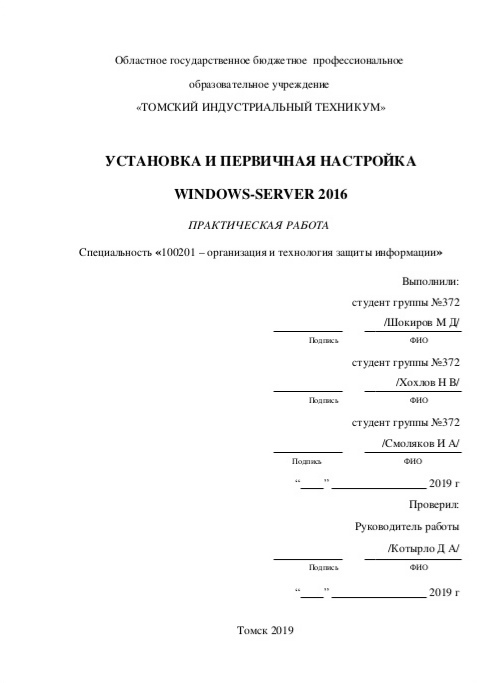 Областное государственное бюджетное профессиональное
образовательное учреждение
«ТОМСКИЙ ИНДУСТРИАЛЬНЫЙ ТЕХНИКУМ»
УСТАНОВКА И ПЕРВИЧНАЯ НАСТРОЙКА
WINDOWS-SERVER 2016
ПРАКТИЧЕСКАЯ РАБОТА
Специальность «100201 – организация и технология защиты информации»
Выполнили:
студент группы №372
/Шокиров М Д/
Подпись ФИО
студент группы №372
/Хохлов Н В/
Подпись ФИО
студент группы №372
/Смоляков И А/
Подпись ФИО
“____” _________________ 2019 г
Проверил:
Руководитель работы
/Котырло Д А/
Подпись ФИО
“____” _________________ 2019 г
Томск 2019